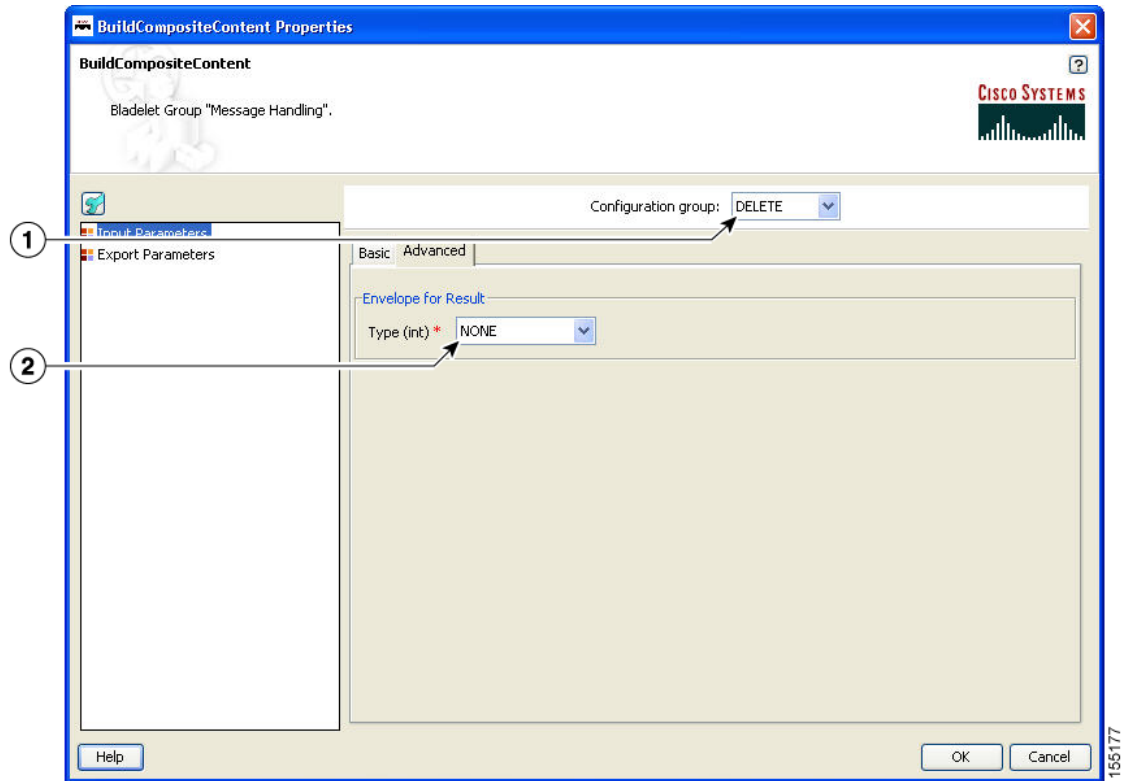 BuildCompositeContent Properties
BuildCompositeContent
?
Bladelet Group "Message Handling".
CISCO SYSTEMS
Configuration group: DELETE
1
Input Parameters
Export Parameters
Basic Advanced
Envelope for Result
Type (int) * NONE
2
Help
OK Cancel
155177